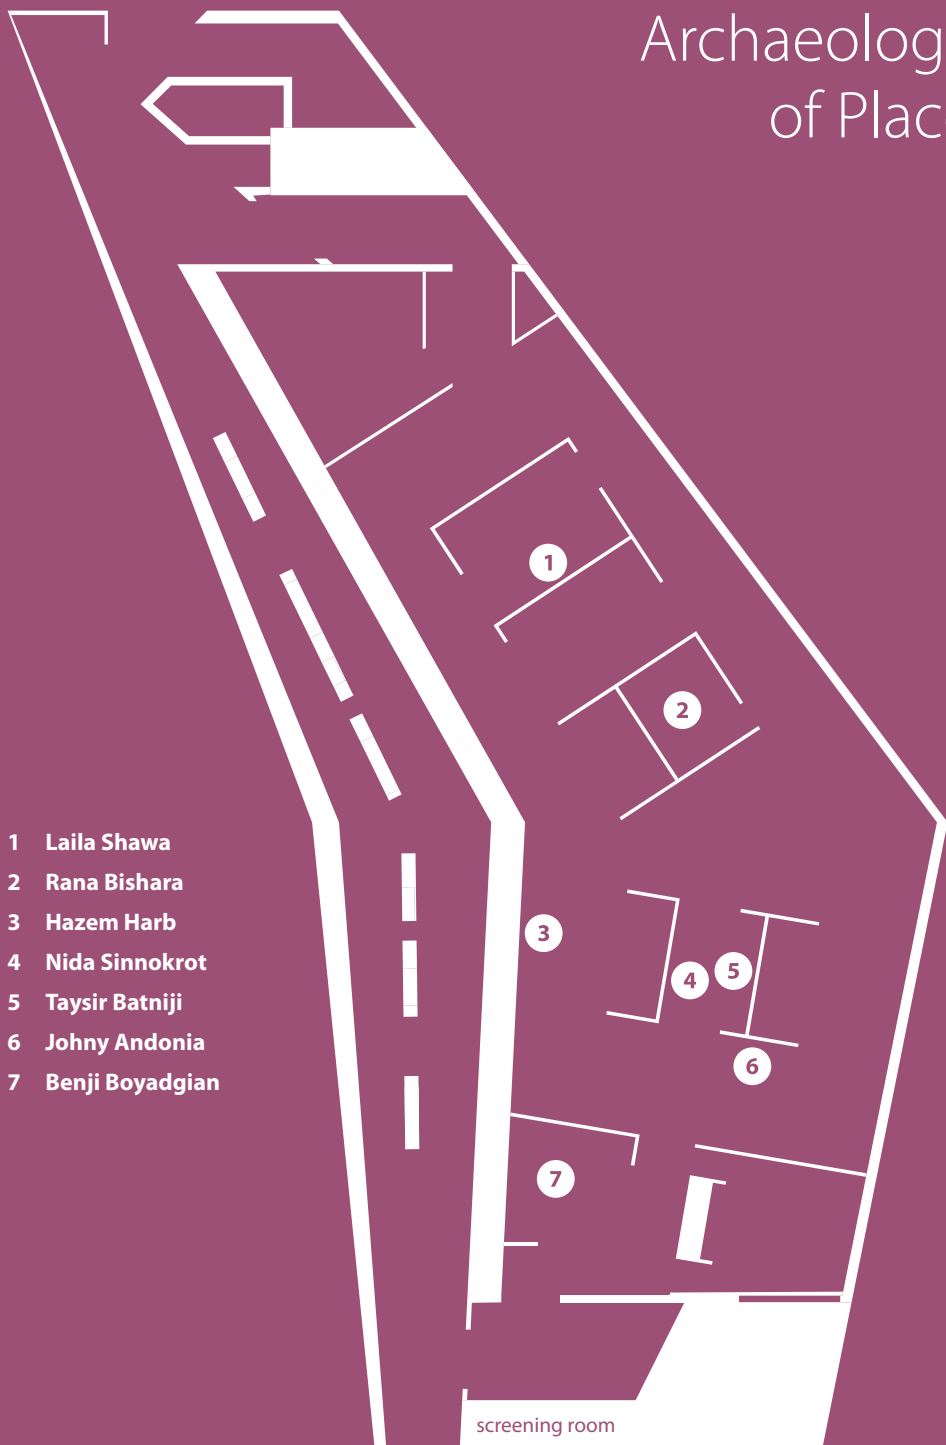 Archaeolog
of Plac
1
2
3
4
5
6
7
1 Laila Shawa
2 Rana Bishara
3 Hazem Harb
4 Nida Sinnokrot
5 Taysir Batniji
6 Johny Andonia
7 Benji Boyadgian
screening room